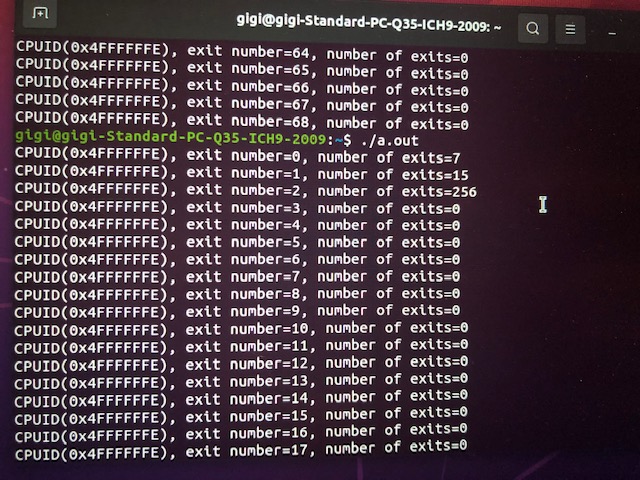 gigi@gigi-Standard-PC-Q35-ICH9-2009: ~
CPUID(0x4FFFFFFE), exit number=64, number of exits=0
CPUID(0x4FFFFFFE), exit number=65, number of exits=0
CPUID(0x4FFFFFFE), exit number=66, number of exits=0
CPUID(0x4FFFFFFE), exit number=67, number of exits=0
CPUID(0x4FFFFFFE), exit number=68, number of exits=0
gigi@gigi-Standard-PC-Q35-ICH9-2009:~$ ./a.out
CPUID(0x4FFFFFFE), exit number=0, number of exits=7
CPUID(0x4FFFFFFE), exit number=1, number of exits=15
CPUID(0x4FFFFFFE), exit number=2, number of exits=256
CPUID(0x4FFFFFFE), exit number=3, number of exits=0
CPUID(0x4FFFFFFE), exit number=4, number of exits=0
CPUID(0x4FFFFFFE), exit number=5, number of exits=0
CPUID(0x4FFFFFFE), exit number=6, number of exits=0
CPUID(0x4FFFFFFE), exit number=7, number of exits=0
CPUID(0x4FFFFFFE), exit number=8, number of exits=0
CPUID(0x4FFFFFFE), exit number=9, number of exits=0
CPUID(0x4FFFFFFE), exit number=10, number of exits=0
CPUID(0x4FFFFFFE), exit number=11, number of exits=0
CPUID(0x4FFFFFFE), exit number=12, number of exits=0
CPUID(0x4FFFFFFE), exit number=13, number of exits=0
CPUID(0x4FFFFFFE), exit number=14, number of exits=0
CPUID(0x4FFFFFFE), exit number=15, number of exits=0
CPUID(0x4FFFFFFE), exit number=16, number of exits=0
CPUID(0x4FFFFFFE), exit number=17, number of exits=0